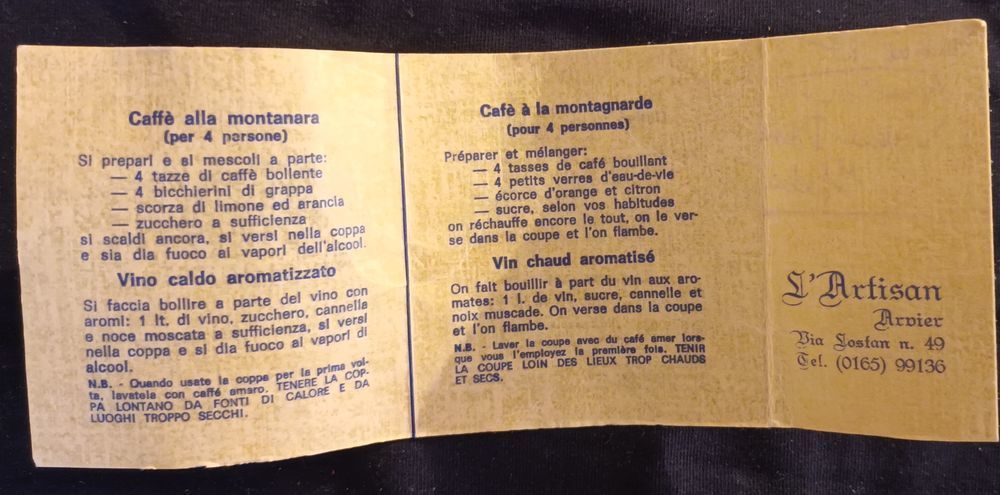 Caffè alla montanara
(per 4 persone)
Si prepari e si mescoli a parte:
— 4 tazze di caffè bollente
— 4 bicchierini di grappa
— scorza di limone ed arancia
— zucchero a sufficienza
si scaldi ancora, si versi nella coppa
e sia dia fuoco ai vapori dell'alcool.
Vino caldo aromatizzato
Si faccia bollire a parte del vino con
aromi: 1 lt. di vino, zucchero, cannella
e noce moscata a sufficienza, si versi
nella coppa e si dia fuoco ai vapori di
alcool.
N.B. - Quando usate la coppa per la prima vol-
ta, lavatela con caffé amaro. TENERE LA COP-
PA LONTANO DA FONTI DI CALORE E DA
LUOGHI TROPPO SECCHI.
Cafè à la montagnarde
(pour 4 personnes)
Préparer et mélanger:
— 4 tasses de café bouillant
— 4 petits verres d'eau-de-vie
— écorce d'orange et citron
— sucre, selon vos habitudes
on réchauffe encore le tout, on le ver-
se dans la coupe et l'on flambe.
Vin chaud aromatisé
On fait bouillir à part du vin aux aro-
mates: 1 l. de vin, sucre, cannelle et
noix muscade. On verse dans la coupe
et l'on flambe.
N.B. - Laver la coupe avec du café amer lors-
que vous l'employez la première fois. TENIR
LA COUPE LOIN DES LIEUX TROP CHAUDS
ET SECS.
L'Artisan
Arvier
Via Lostan n. 49
Tel. (0165) 99136